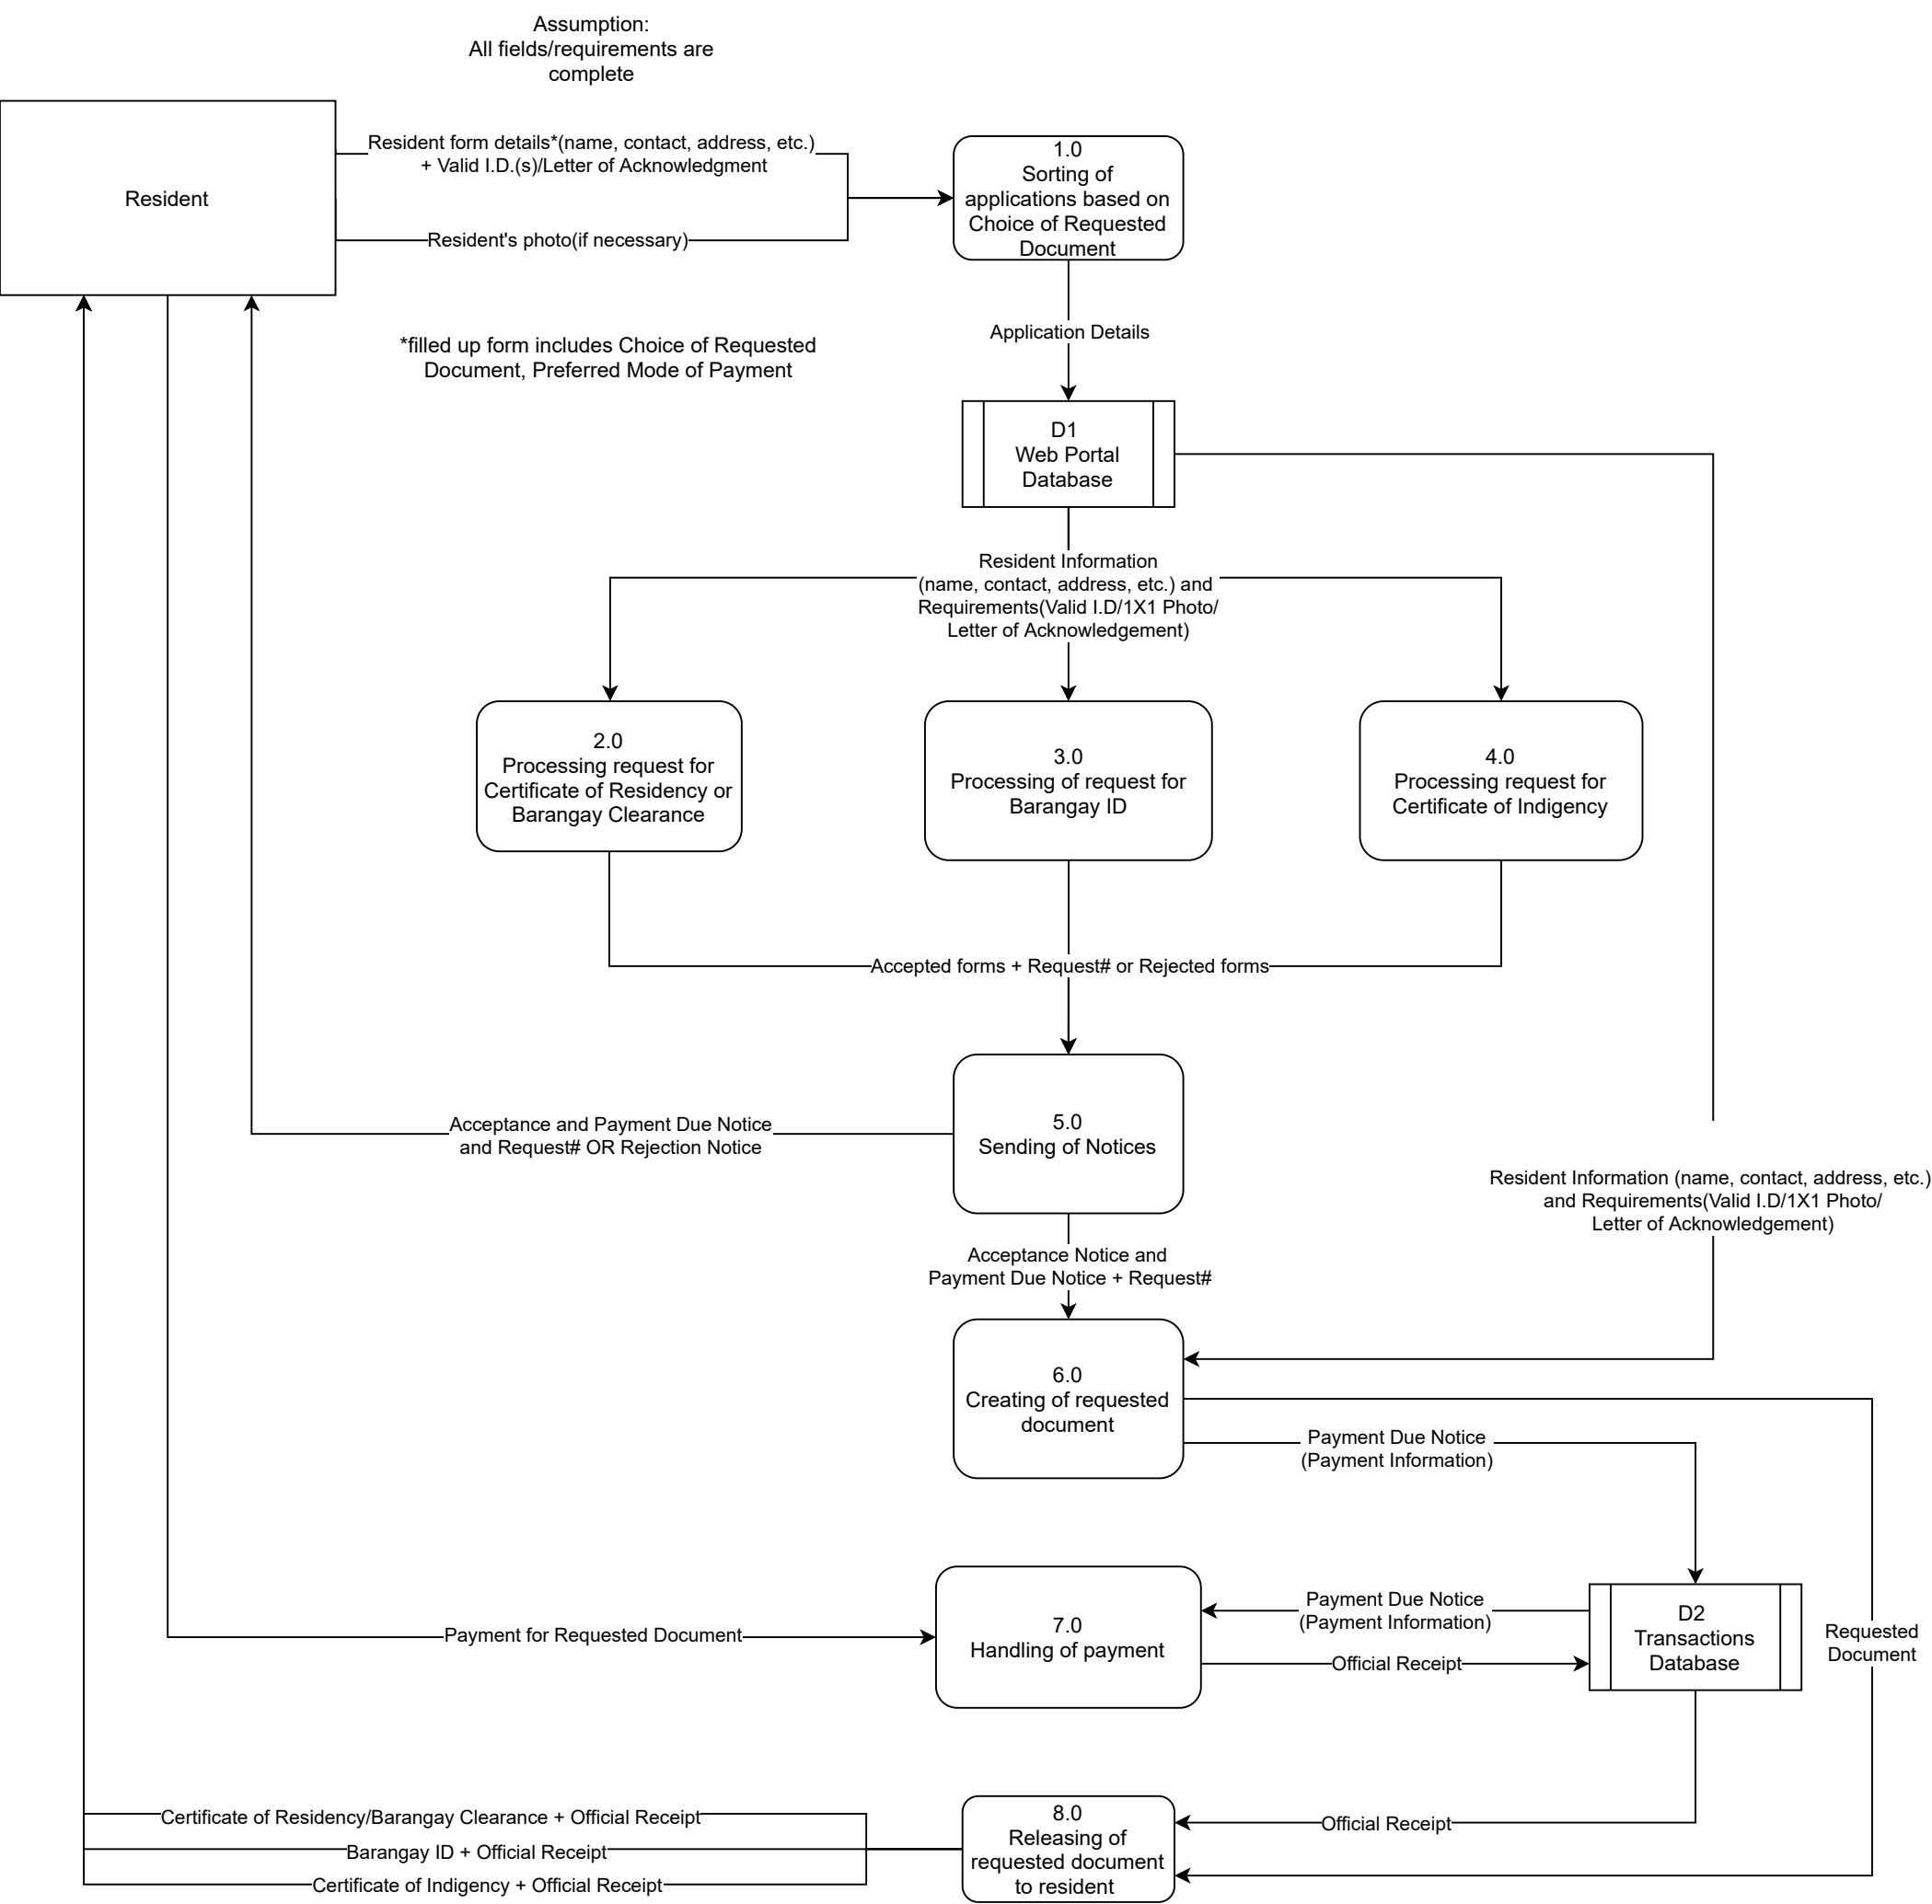 Assumption:
All fields/requirements are
complete
Resident
Resident form details*(name, contact, address, etc.)
+ Valid I.D.(s)/Letter of Acknowledgment
Resident's photo(if necessary)
1.0
Sorting of
applications based on
Choice of Requested
Document
*filled up form includes Choice of Requested
Document, Preferred Mode of Payment
Application Details
D1
Web Portal
Database
Resident Information
(name, contact, address, etc.) and
Requirements(Valid I.D/1X1 Photo/
Letter of Acknowledgement)
2.0
Processing request for
Certificate of Residency or
Barangay Clearance
3.0
Processing of request for
Barangay ID
4.0
Processing request for
Certificate of Indigency
Accepted forms + Request# or Rejected forms
5.0
Sending of Notices
Acceptance and Payment Due Notice
and Request# OR Rejection Notice
Resident Information (name, contact, address, etc.)
and Requirements(Valid I.D/1X1 Photo/
Letter of Acknowledgement)
Acceptance Notice and
Payment Due Notice + Request#
6.0
Creating of requested
document
Payment Due Notice
(Payment Information)
7.0
Handling of payment
Payment for Requested Document
Payment Due Notice
(Payment Information)
Official Receipt
D2
Transactions
Database
Requested
Document
8.0
Releasing of
requested document
to resident
Official Receipt
Certificate of Residency/Barangay Clearance + Official Receipt
Barangay ID + Official Receipt
Certificate of Indigency + Official Receipt